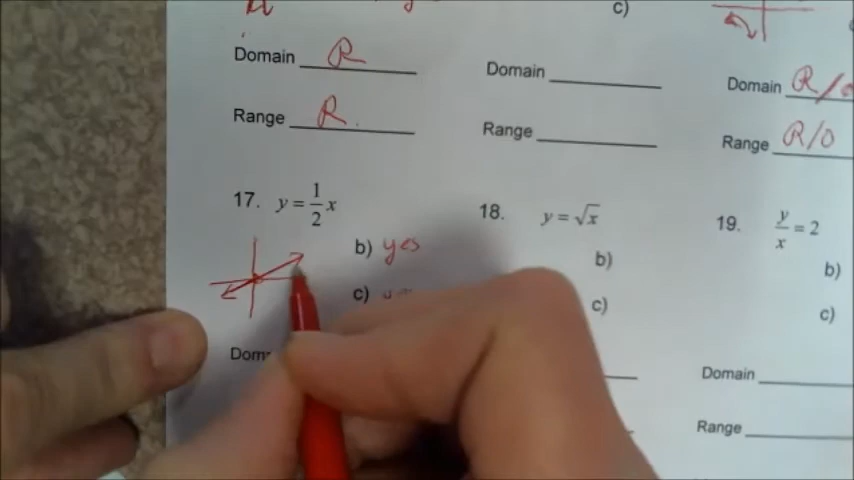 c)
Domain R
Domain
Domain R/0
Range R.
Range
Range R/0
17. y = 1/2 x
18. y = √x
19. y/x = 2
b) yes
b)
b)
c)
c)
c)
Domain
Range